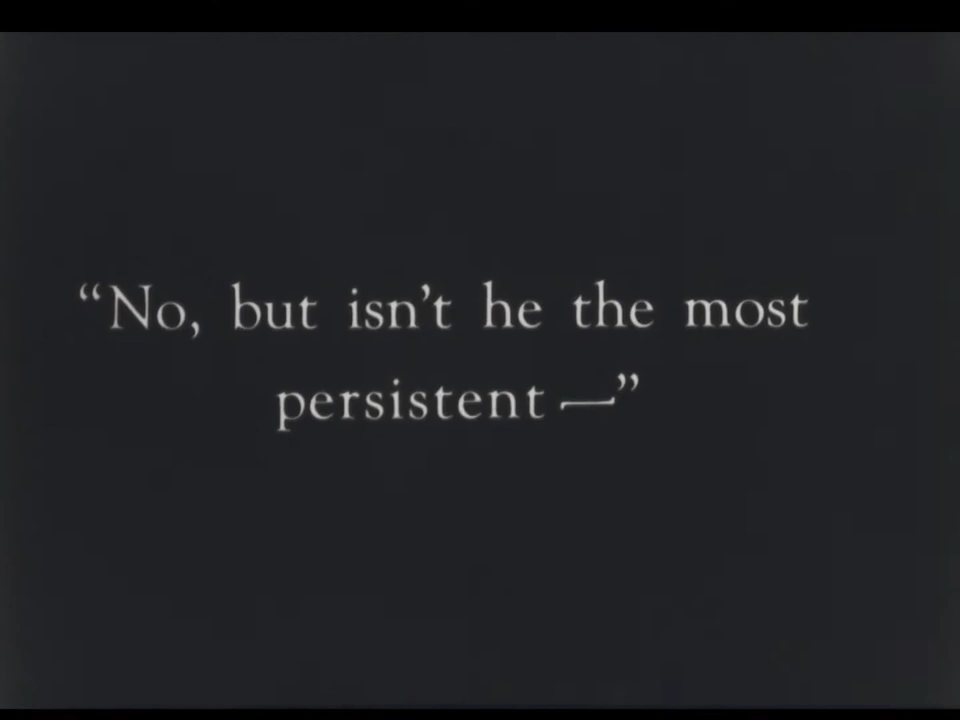 “No, but isn’t he the most
persistent—”